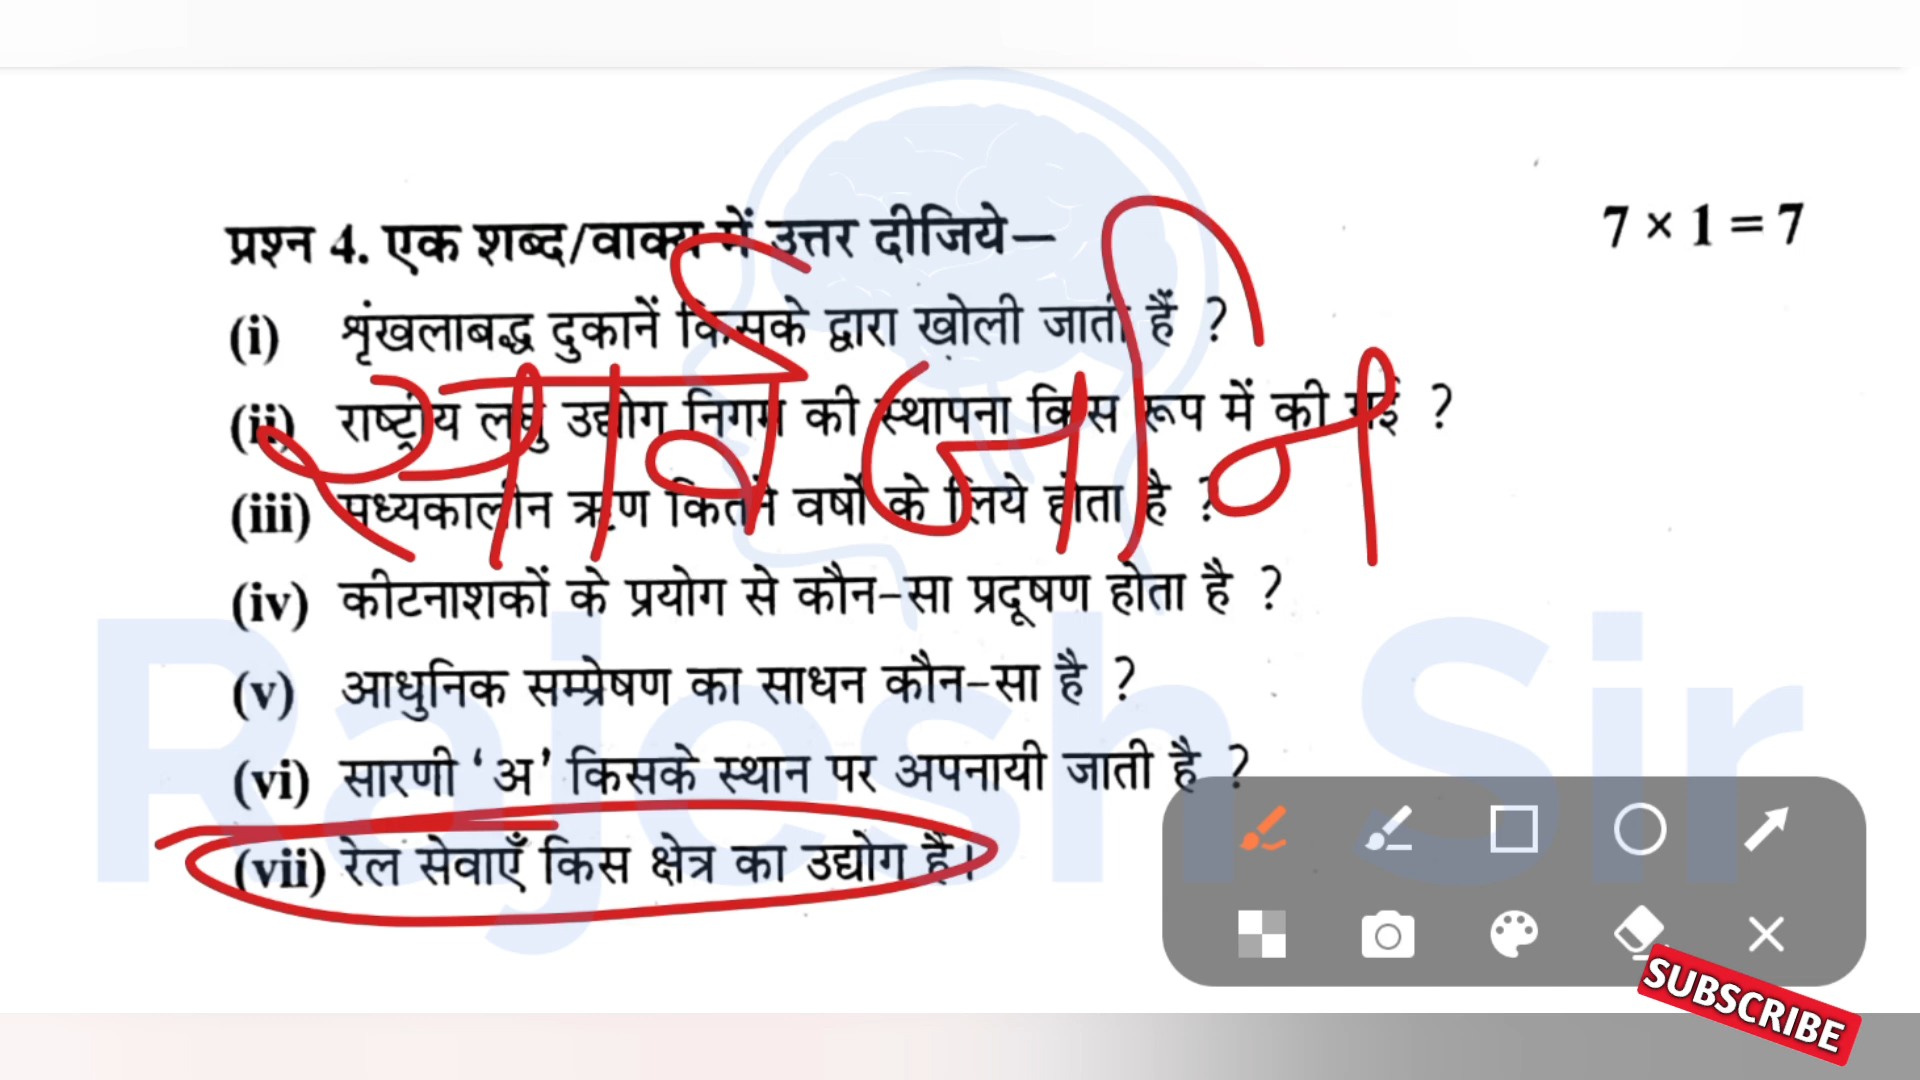 प्रश्न 4. एक शब्द/वाक्य में उत्तर दीजिये— 7 × 1 = 7
(i) शृंखलाबद्ध दुकानें किसके द्वारा खोली जाती हैं ?
(ii) राष्ट्रीय लघु उद्योग निगम की स्थापना किस रूप में की गई ?
(iii) मध्यकालीन ऋण कितने वर्षों के लिये होता है ?
(iv) कीटनाशकों के प्रयोग से कौन-सा प्रदूषण होता है ?
(v) आधुनिक सम्प्रेषण का साधन कौन-सा है ?
(vi) सारणी ‘अ’ किसके स्थान पर अपनायी जाती है ?
(vii) रेल सेवाएँ किस क्षेत्र का उद्योग है।
सार्वजनि
Rajesh Sir
SUBSCRIBE